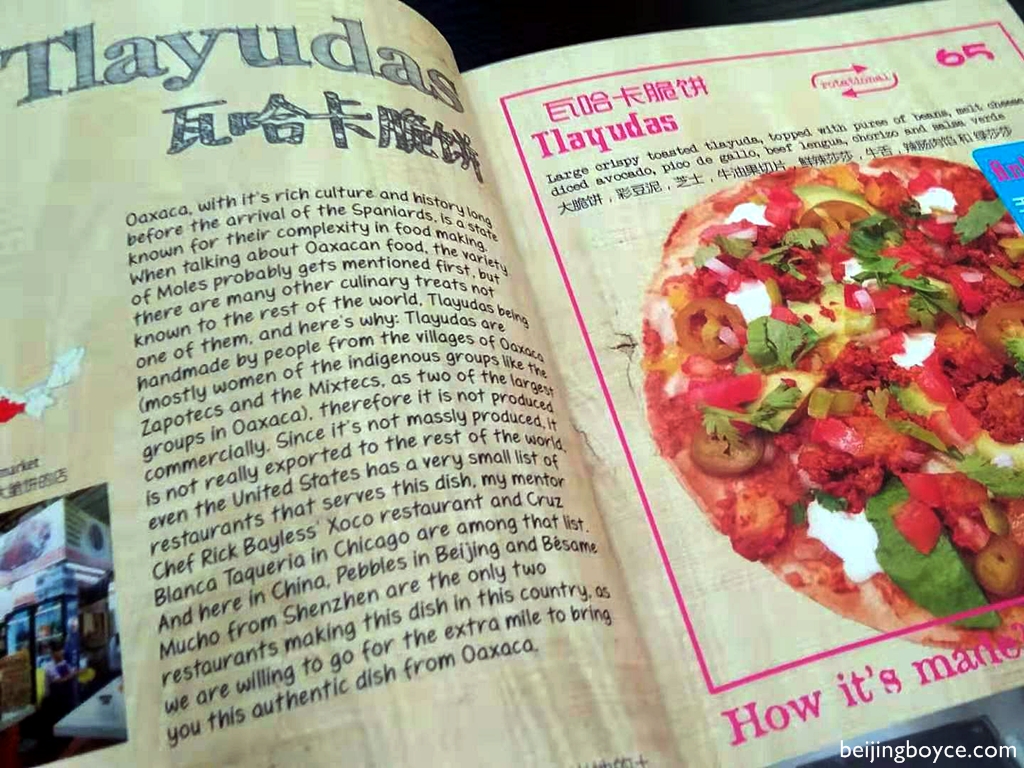 Tlayudas
瓦哈卡脆饼
Oaxaca, with it's rich culture and history long
before the arrival of the Spaniards, is a state
known for their complexity in food making.
When talking about Oaxacan food, the variety
of Moles probably gets mentioned first, but
there are many other culinary treats not
known to the rest of the world, Tlayudas being
one of them, and here's why: Tlayudas are
handmade by people from the villages of Oaxaca
(mostly women of the indigenous groups like the
Zapotecs and the Mixtecs, as two of the largest
groups in Oaxaca), therefore it is not produced
commercially. Since it's not massly produced, it
is not really exported to the rest of the world,
even the United States has a very small list of
restaurants that serves this dish, my mentor
Chef Rick Bayless' Xoco restaurant and Cruz
Blanca Taqueria in Chicago are among that list.
And here in China, Pebbles in Beijing and Bèsame
Mucho from Shenzhen are the only two
restaurants making this dish in this country, as
we are willing to go for the extra mile to bring
you this authentic dish from Oaxaca.
market
脆饼的店
65
rotational
瓦哈卡脆饼
Tlayudas
Large crispy toasted tlayuda, topped with puree of beans, melt cheese
diced avocado, pico de gallo, beef lengua, chorizo and salsa verde
大脆饼，彩豆泥，芝士，牛油果切片，鲜辣莎莎，牛舌，辣肠肉馅和绿莎莎
How it's made?
beijingboyce.com